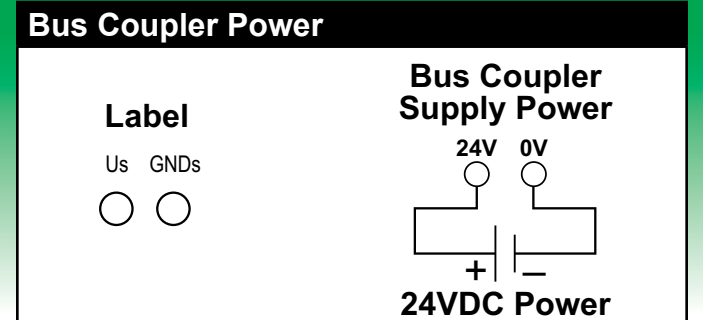 Bus Coupler Power
Label
Us GNDs
Bus Coupler
Supply Power
24V 0V
+ –
24VDC Power